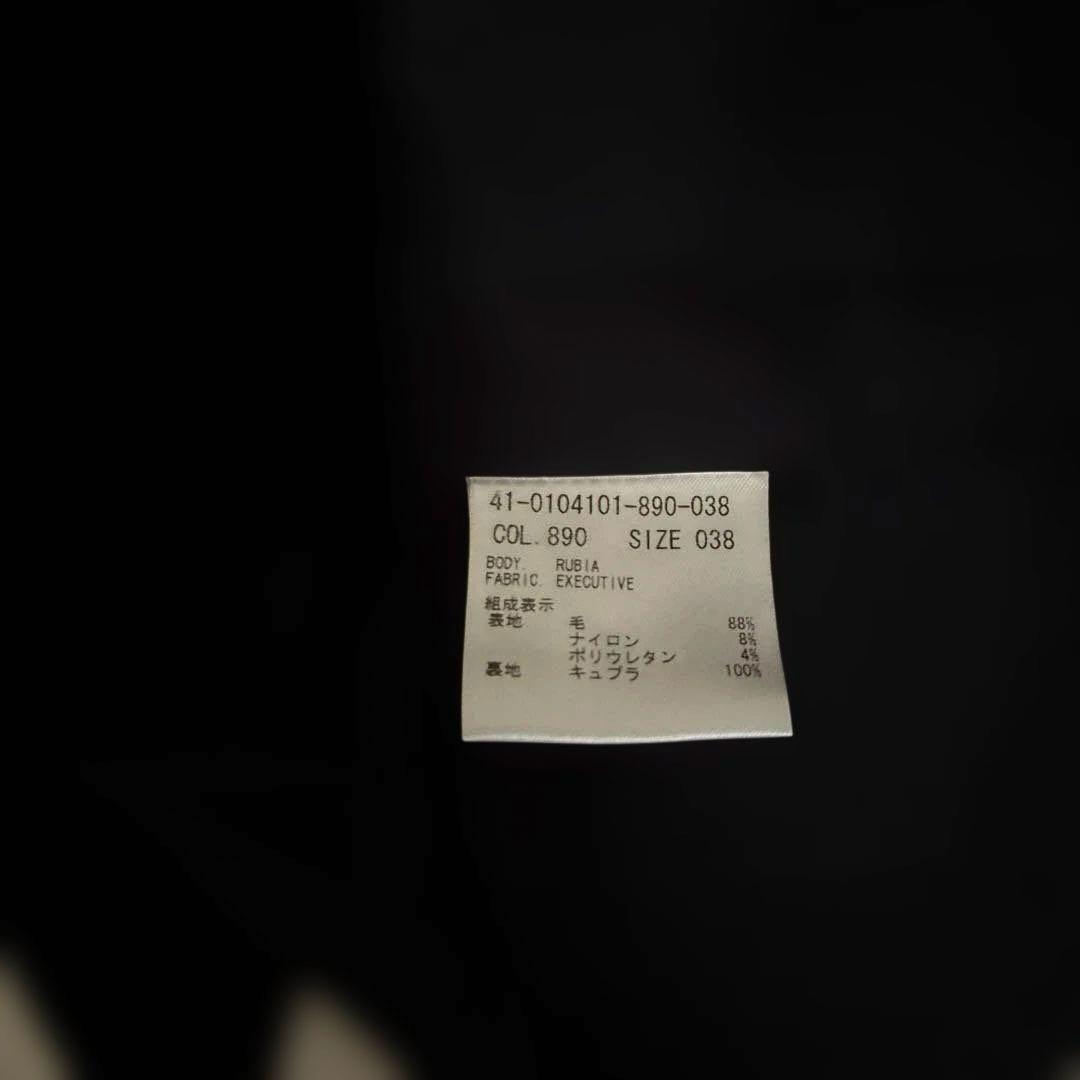 41-0104101-890-038
COL. 890 SIZE 038
BODY. RUBIA
FABRIC. EXECUTIVE
組成表示
表地 毛 88%
ナイロン 8%
ポリウレタン 4%
裏地 キュプラ 100%